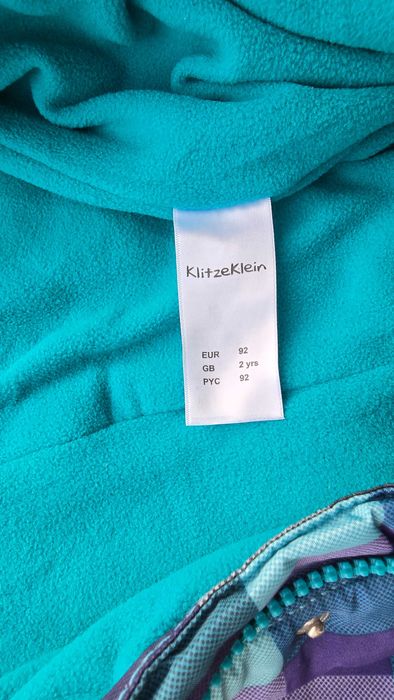 KlitzeKlein
EUR 92
GB 2 yrs
PYC 92